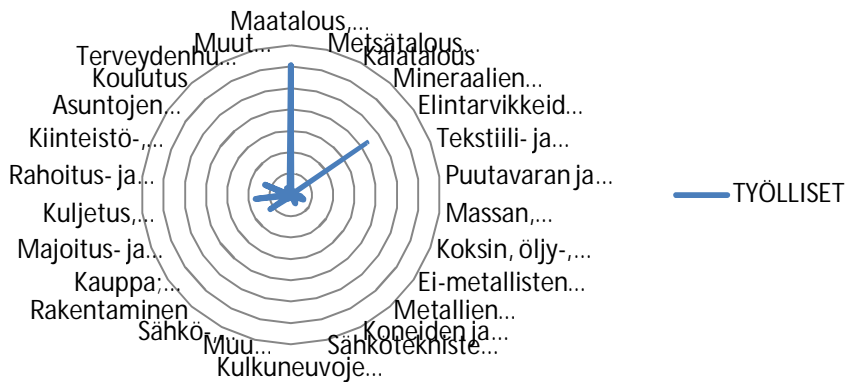 Maatalous,...
Metsätalous...
Kalatalous
Mineraalien...
Elintarvikkeid...
Tekstiili- ja...
Puutavaran ja...
Massan,...
Koksin, öljy-,...
Ei-metallisten...
Metallien...
Koneiden ja...
Sähkötekniste...
Kulkuneuvoje...
Muu...
Sähkö-,...
Rakentaminen
Kauppa;...
Majoitus- ja...
Kuljetus,...
Rahoitus- ja...
Kiinteistö-,...
Asuntojen...
Koulutus
Terveydenhu...
Muut...
TYÖLLISET